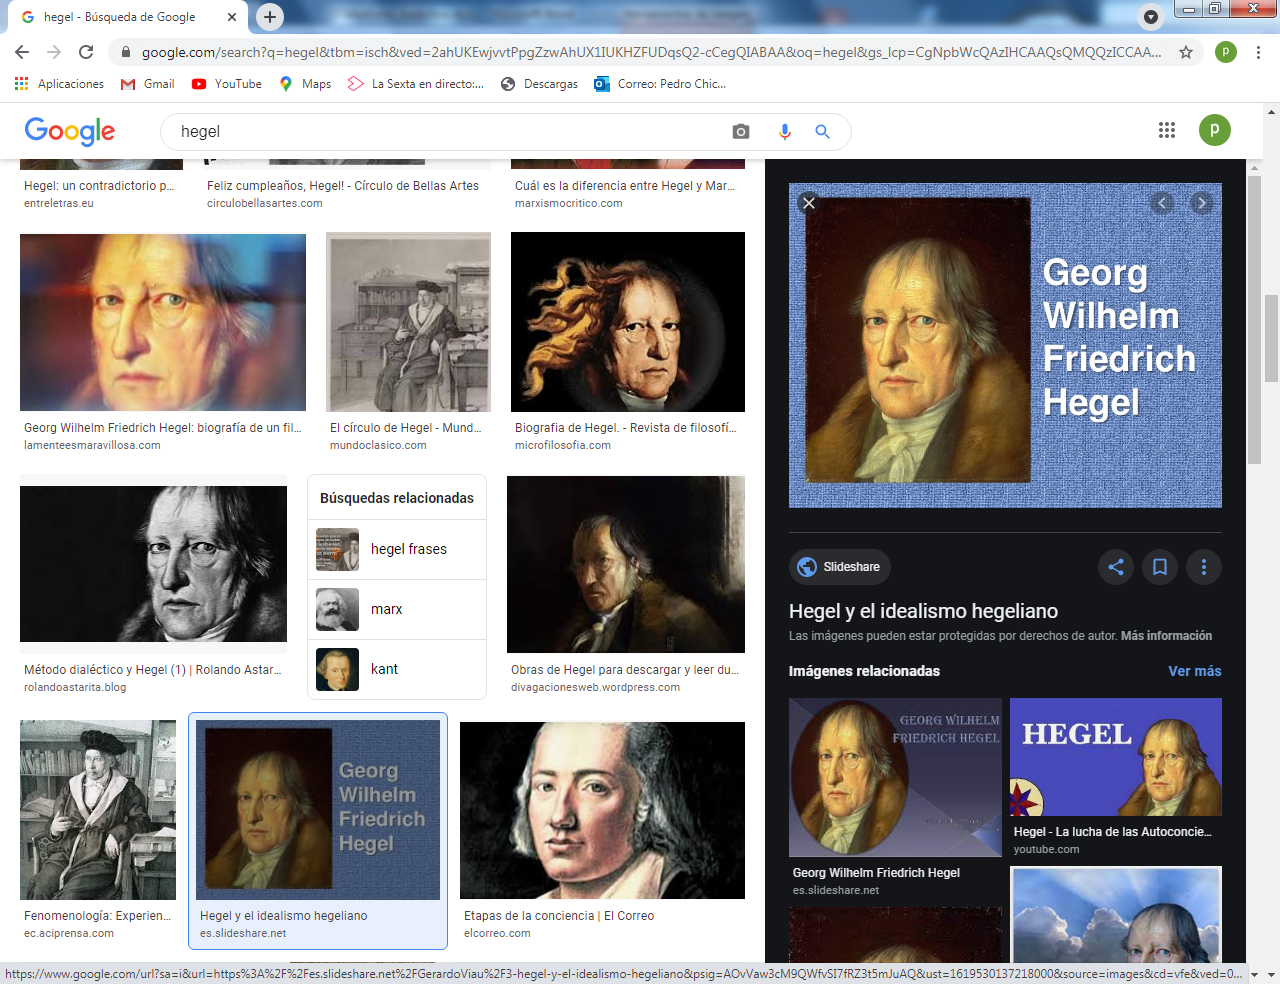 hegel - Búsqueda de Google
google.com/search?q=hegel&tbm=isch&ved=2ahUKEwjvvtPpgZzwAhUX1IUKHZFUDqsQ2-cCegQIABAA&oq=hegel&gs_lcp=CgNpbWcQAzIHCAAQsQMQQzICCAA...
p
Aplicaciones
Gmail
YouTube
Maps
La Sexta en directo:...
Descargas
Correo: Pedro Chic...
Google
hegel
p
Hegel: un contradictorio p...
entreletras.eu
Feliz cumpleaños, Hegel! - Círculo de Bellas Artes
circulobellasartes.com
Cuál es la diferencia entre Hegel y Mar...
marxismocritico.com
Georg Wilhelm Friedrich Hegel: biografía de un fil...
lamenteesmaravillosa.com
El círculo de Hegel - Mund...
mundoclasico.com
Biografia de Hegel. - Revista de filosofí...
microfilosofia.com
Método dialéctico y Hegel (1) | Rolando Astar...
rolandoastarita.blog
Búsquedas relacionadas
hegel frases
marx
kant
Obras de Hegel para descargar y leer du...
divagacionesweb.wordpress.com
Fenomenología: Experien...
ec.aciprensa.com
Georg
Wilhelm
Friedrich
Hegel
Hegel y el idealismo hegeliano
es.slideshare.net
Etapas de la conciencia | El Correo
elcorreo.com
Georg
Wilhelm
Friedrich
Hegel
Slideshare
Hegel y el idealismo hegeliano
Las imágenes pueden estar protegidas por derechos de autor. Más información
Imágenes relacionadas
Ver más
GEORG WILHELM
FRIEDRICH HEGEL
Georg Wilhelm Friedrich Hegel
es.slideshare.net
HEGEL
Hegel - La lucha de las Autoconcie...
youtube.com
https://www.google.com/url?sa=i&url=https%3A%2F%2Fes.slideshare.net%2FGerardoViau%2F3-hegel-y-el-idealismo-hegeliano&psig=AOvVaw3cM9QWfvSI7fRZ3t5mJuAQ&ust=1619530137218000&source=images&cd=vfe&ved=0...